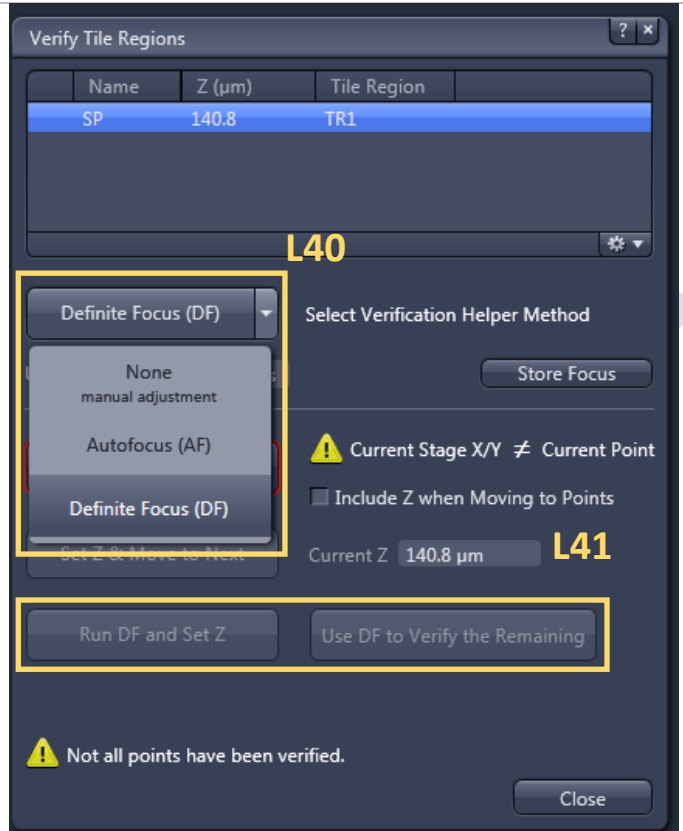 Verify Tile Regions
? ×
Name Z (µm) Tile Region
SP 140.8 TR1
L40
Definite Focus (DF) Select Verification Helper Method
None
manual adjustment
Store Focus
Autofocus (AF)
Current Stage X/Y ≠ Current Point
Definite Focus (DF)
Include Z when Moving to Points
Set Z & Move to Next Current Z 140.8 µm L41
Run DF and Set Z Use DF to Verify the Remaining
Not all points have been verified.
Close